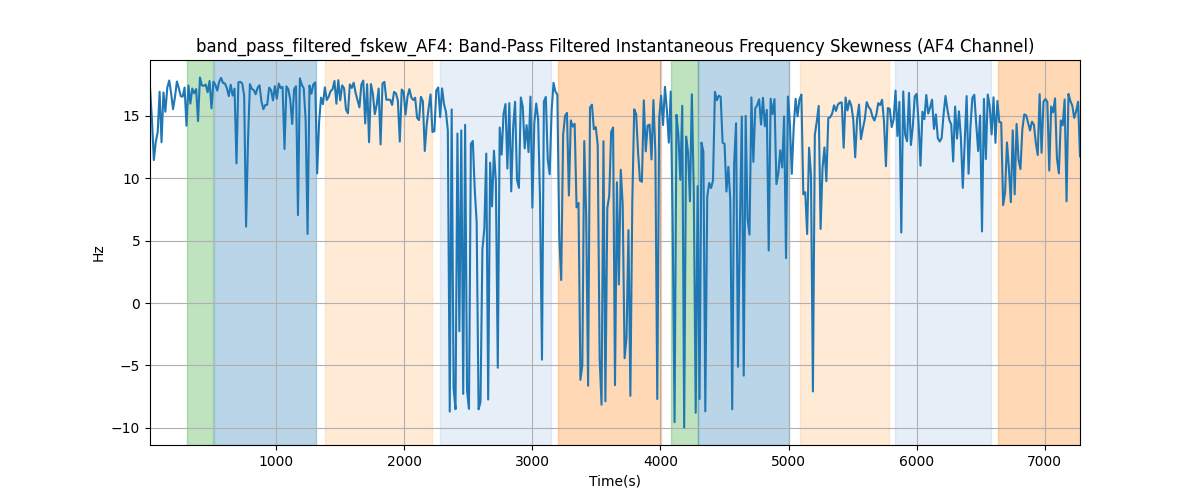 band_pass_filtered_fskew_AF4: Band-Pass Filtered Instantaneous Frequency Skewness (AF4 Channel)
Hz
15
10
5
0
−5
−10
1000 2000 3000 4000 5000 6000 7000
Time(s)